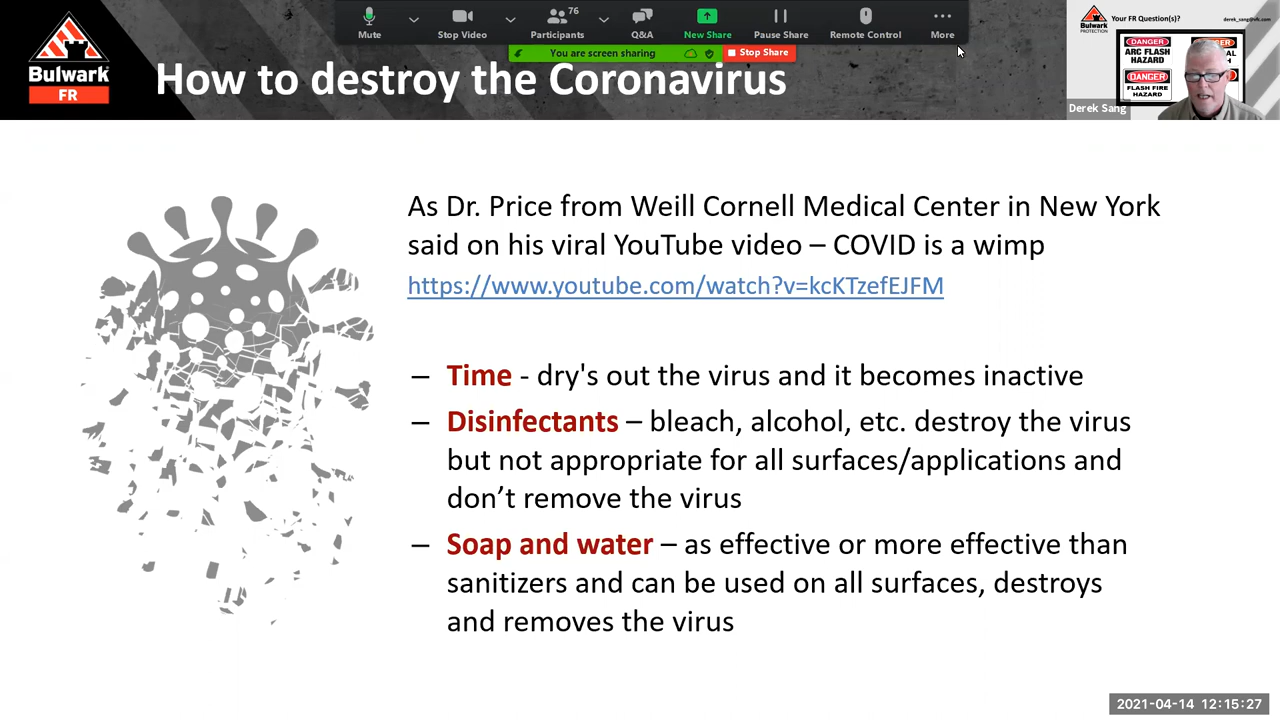 Mute
Stop Video
Participants
76
Q&A
New Share
Pause Share
Remote Control
More
You are screen sharing
Stop Share
Bulwark
FR
How to destroy the Coronavirus
Bulwark
PROTECTION
Your FR Question(s)?
DANGER
ARC FLASH
HAZARD
DANGER
FLASH FIRE
HAZARD
Derek Sang
As Dr. Price from Weill Cornell Medical Center in New York
said on his viral YouTube video – COVID is a wimp
https://www.youtube.com/watch?v=kcKTzefEJFM
– Time - dry's out the virus and it becomes inactive
– Disinfectants – bleach, alcohol, etc. destroy the virus
but not appropriate for all surfaces/applications and
don’t remove the virus
– Soap and water – as effective or more effective than
sanitizers and can be used on all surfaces, destroys
and removes the virus
2021-04-14 12:15:27